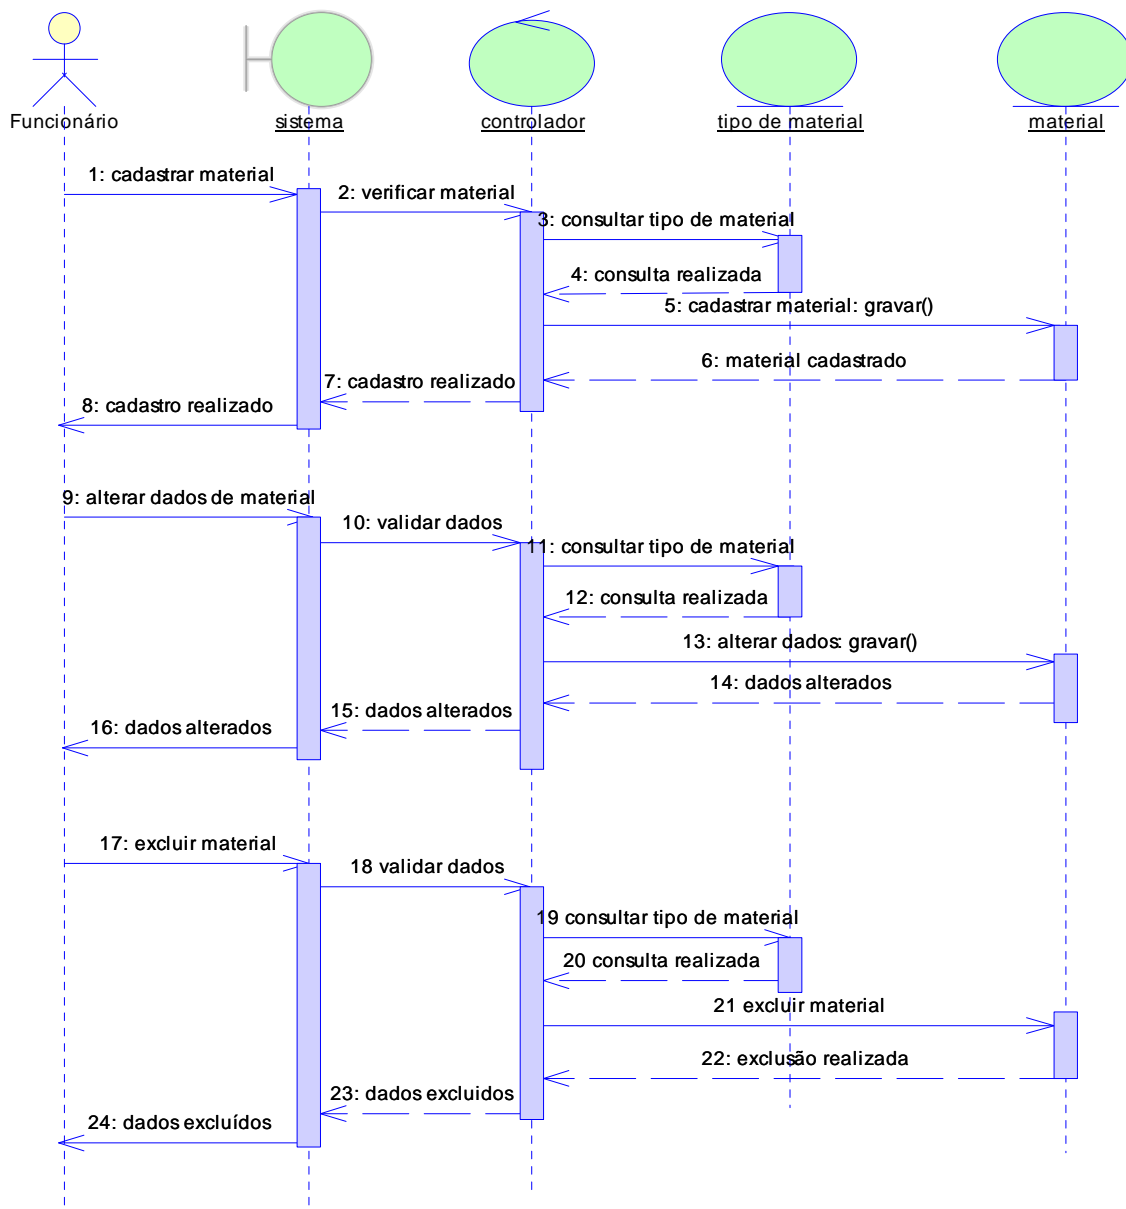 Funcionário
sistema
controlador
tipo de material
material
1: cadastrar material
2: verificar material
3: consultar tipo de material
4: consulta realizada
5: cadastrar material: gravar()
6: material cadastrado
7: cadastro realizado
8: cadastro realizado
9: alterar dados de material
10: validar dados
11: consultar tipo de material
12: consulta realizada
13: alterar dados: gravar()
14: dados alterados
15: dados alterados
16: dados alterados
17: excluir material
18 validar dados
19 consultar tipo de material
20 consulta realizada
21 excluir material
22: exclusão realizada
23: dados excluidos
24: dados excluídos